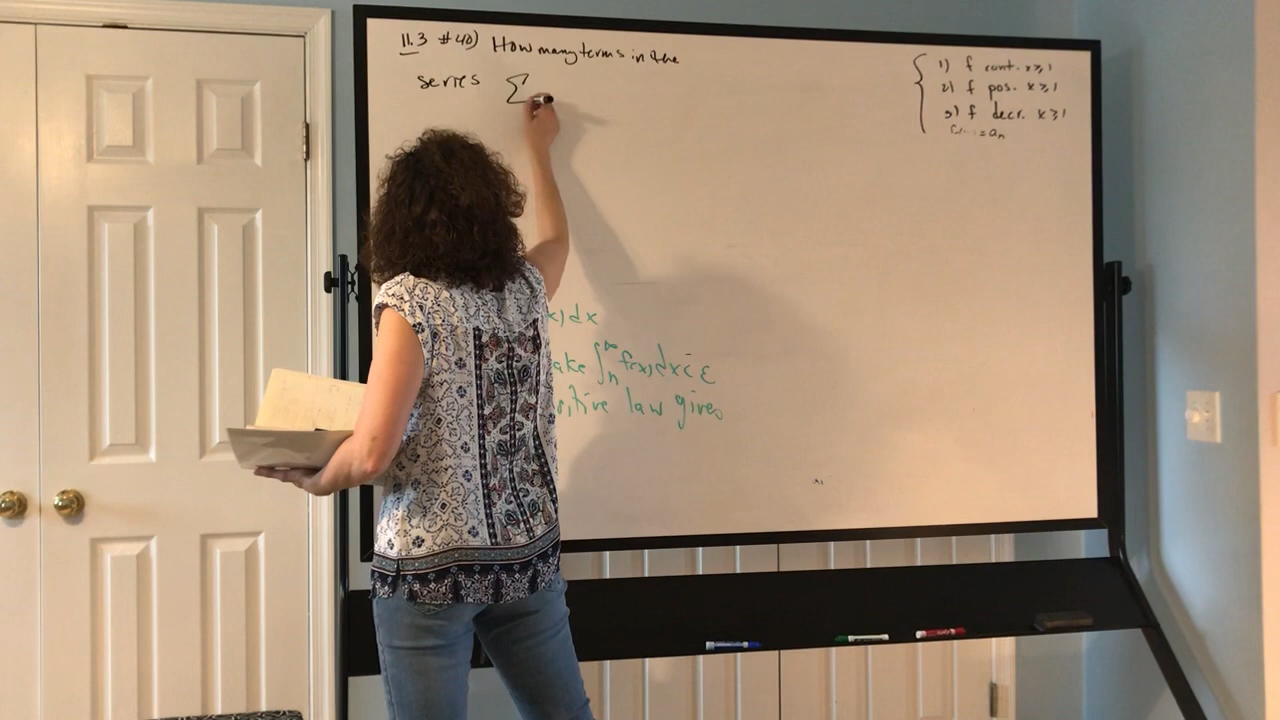 11.3 #40) How many terms in the
series Σ
1) f cont. x ≥ 1
2) f pos. x ≥ 1
3) f decr. x ≥ 1
= aₙ
x) dx
ake ∫ₙ^∞ f(x) dx ≤ ε
sitive law gives